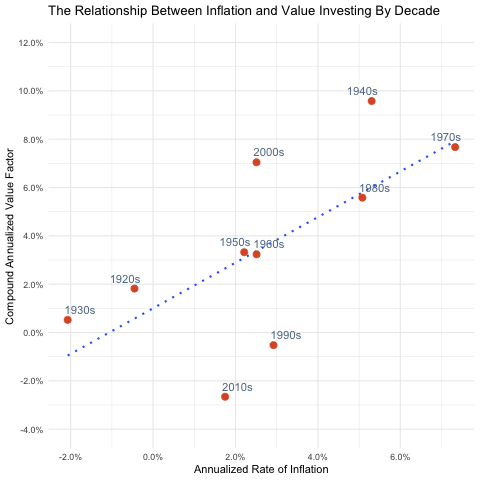 The Relationship Between Inflation and Value Investing By Decade
12.0%
10.0%
8.0%
6.0%
4.0%
2.0%
0.0%
-2.0%
-4.0%
Compound Annualized Value Factor
1940s
1970s
2000s
1980s
1950s
1960s
1920s
1930s
1990s
2010s
-2.0%
0.0%
2.0%
4.0%
6.0%
Annualized Rate of Inflation